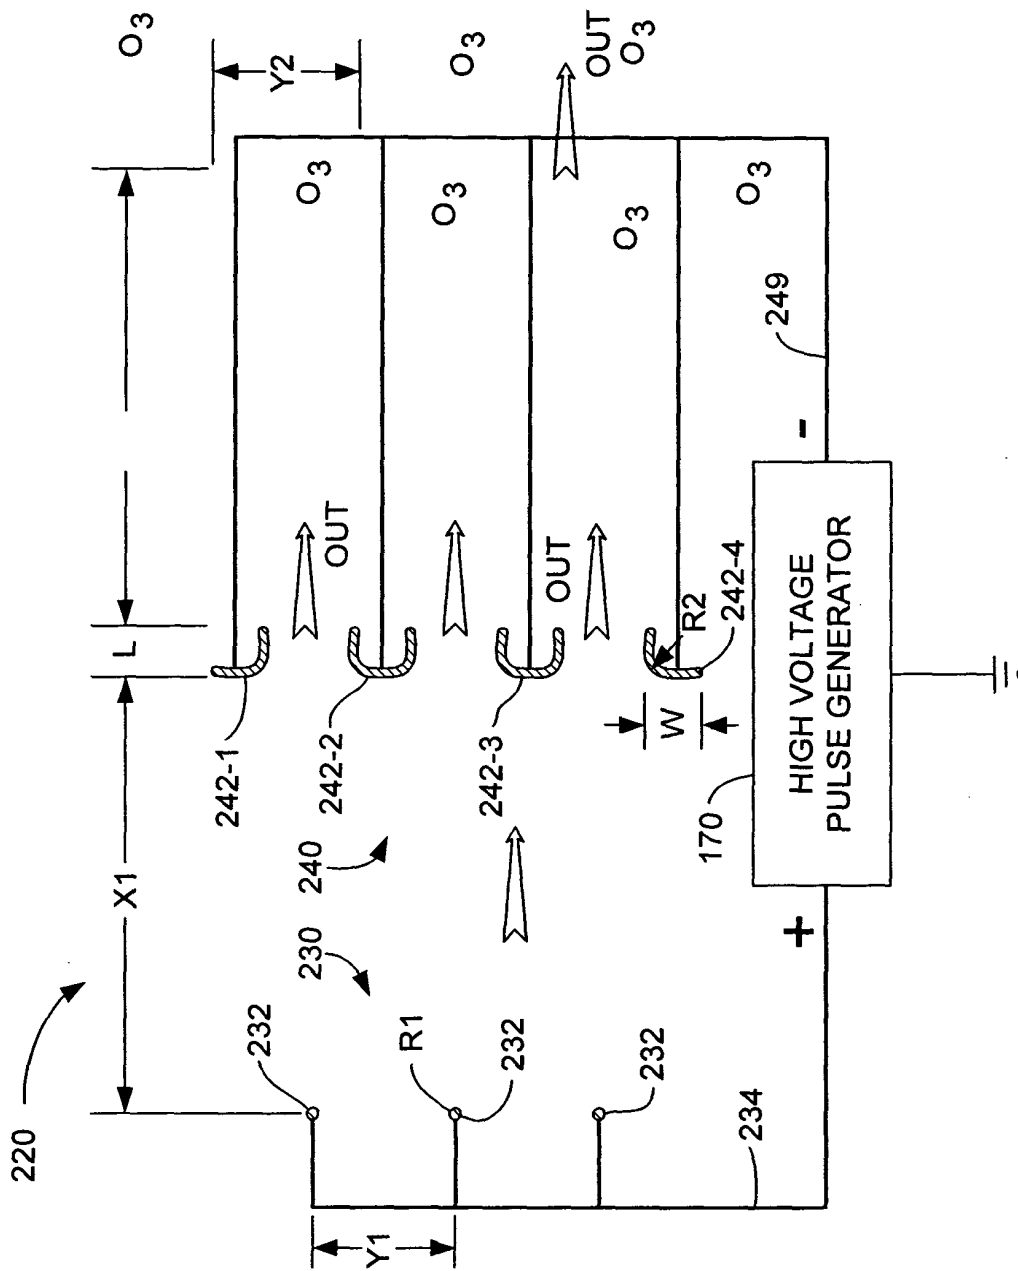 220
X1
L
Y2
O3
O3
OUT
O3
232
230
240
242-1
OUT
O3
Y1
R1
232
242-2
O3
242-3
OUT
O3
232
W
R2
242-4
O3
234
+
170
HIGH VOLTAGE
PULSE GENERATOR
-
249